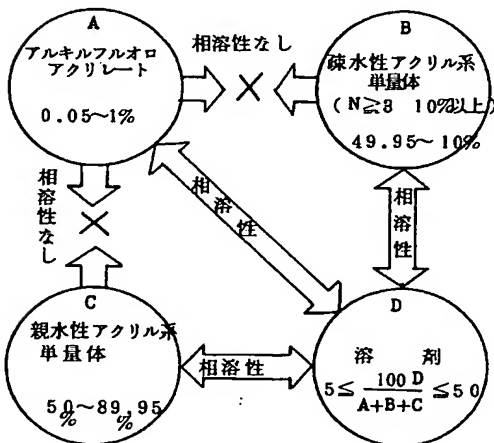 A
アルキルフルオロ
アクリレート
0.05～1%
相溶性なし
×
B
疎水性アクリル系
単量体
(N≧8 10%以上)
49.95～10%
相溶性なし
×
相溶性
相溶性
C
親水性アクリル系
単量体
50～89.95
% %
相溶性
D
溶剤
5≦ 100D / A+B+C ≦50